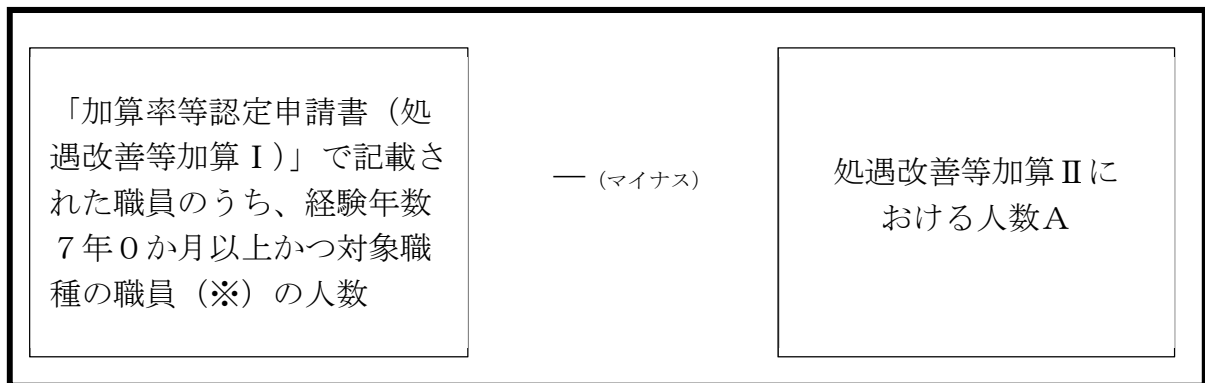 「加算率等認定申請書（処
遇改善等加算Ⅰ）」で記載さ
れた職員のうち、経験年数
７年０か月以上かつ対象職
種の職員（※）の人数
― （マイナス）
処遇改善等加算Ⅱに
おける人数Ａ